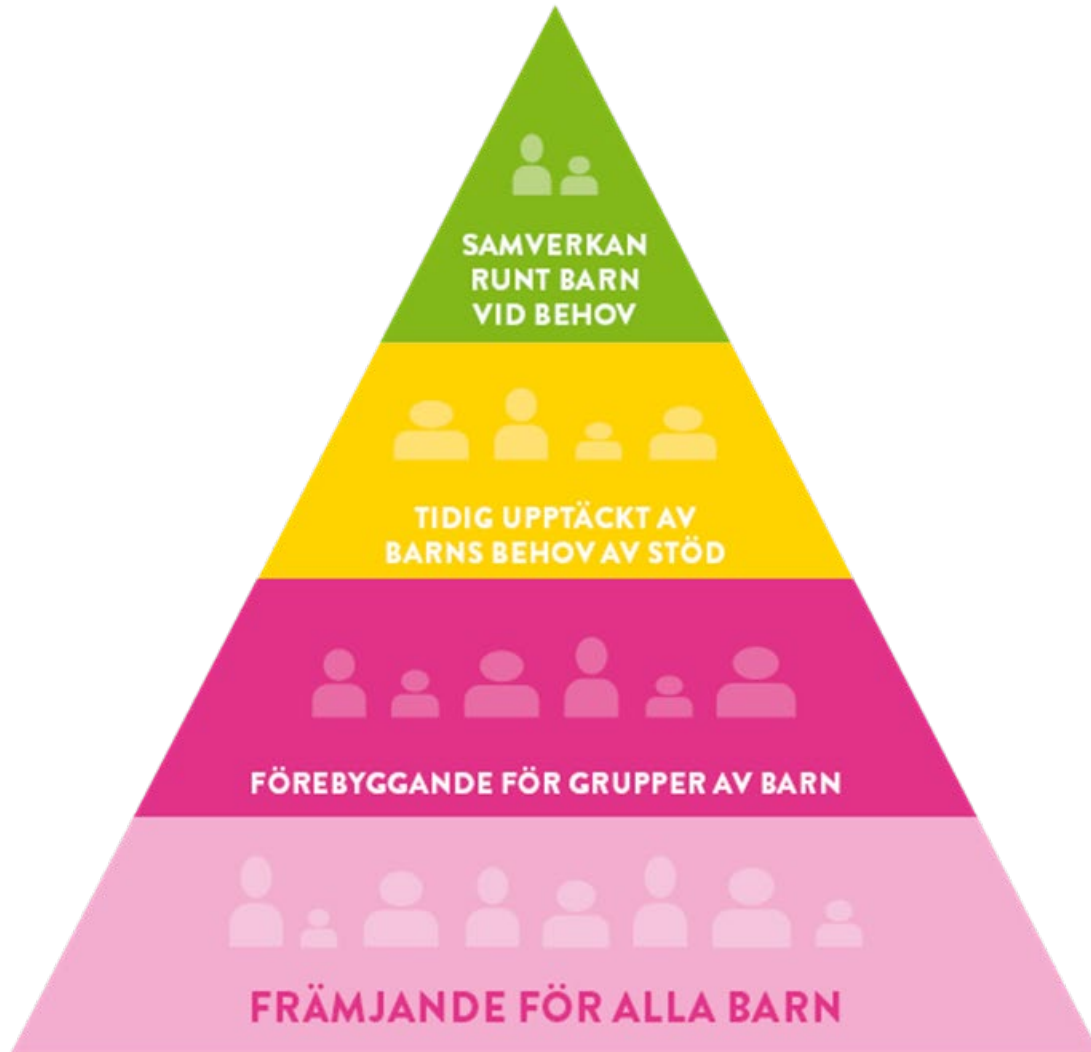 SAMVERKAN
RUNT BARN
VID BEHOV
TIDIG UPPTÄCKT AV
BARNS BEHOV AV STÖD
FÖREBYGGANDE FÖR GRUPPER AV BARN
FRÄMJANDE FÖR ALLA BARN